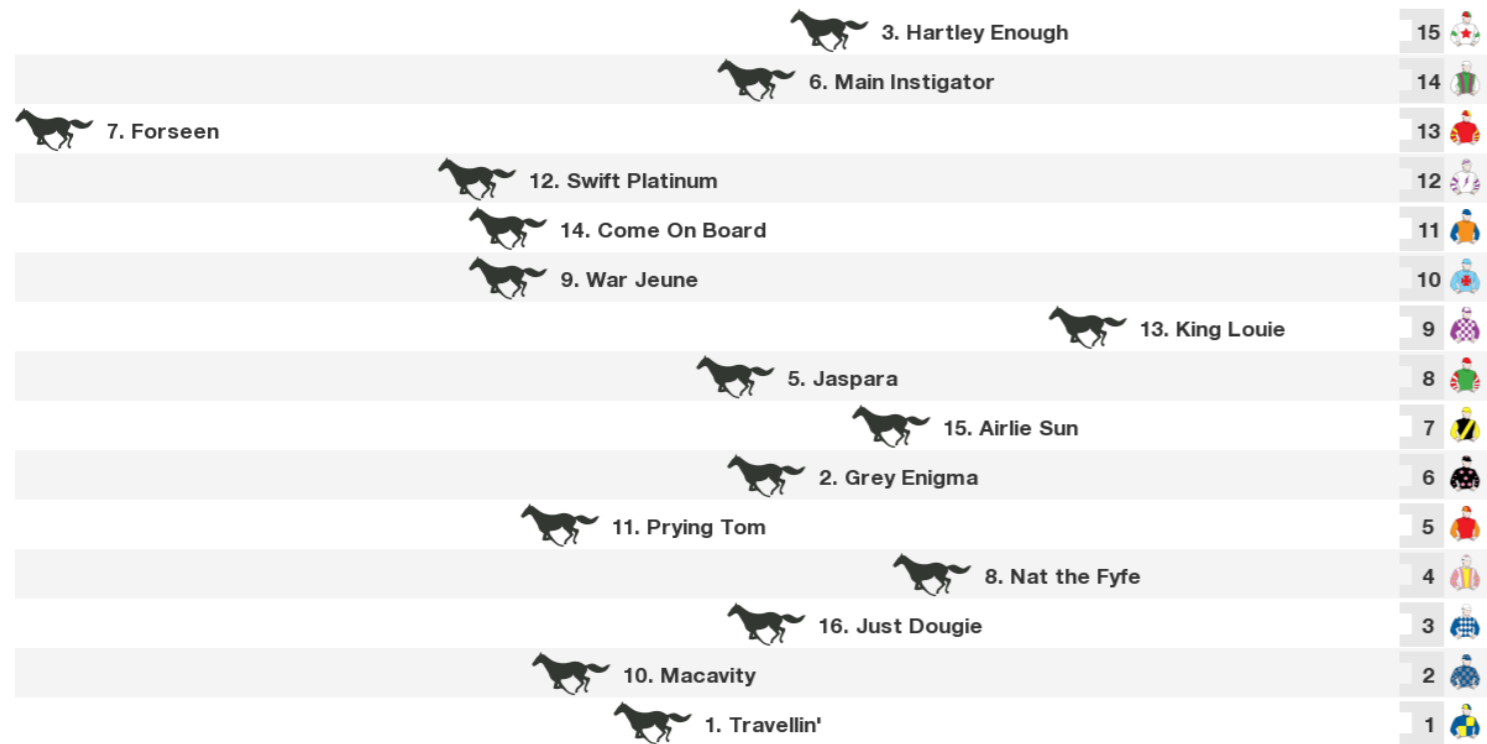 3. Hartley Enough 15
6. Main Instigator 14
7. Forseen 13
12. Swift Platinum 12
14. Come On Board 11
9. War Jeune 10
13. King Louie 9
5. Jaspara 8
15. Airlie Sun 7
2. Grey Enigma 6
11. Prying Tom 5
8. Nat the Fyfe 4
16. Just Dougie 3
10. Macavity 2
1. Travellin' 1